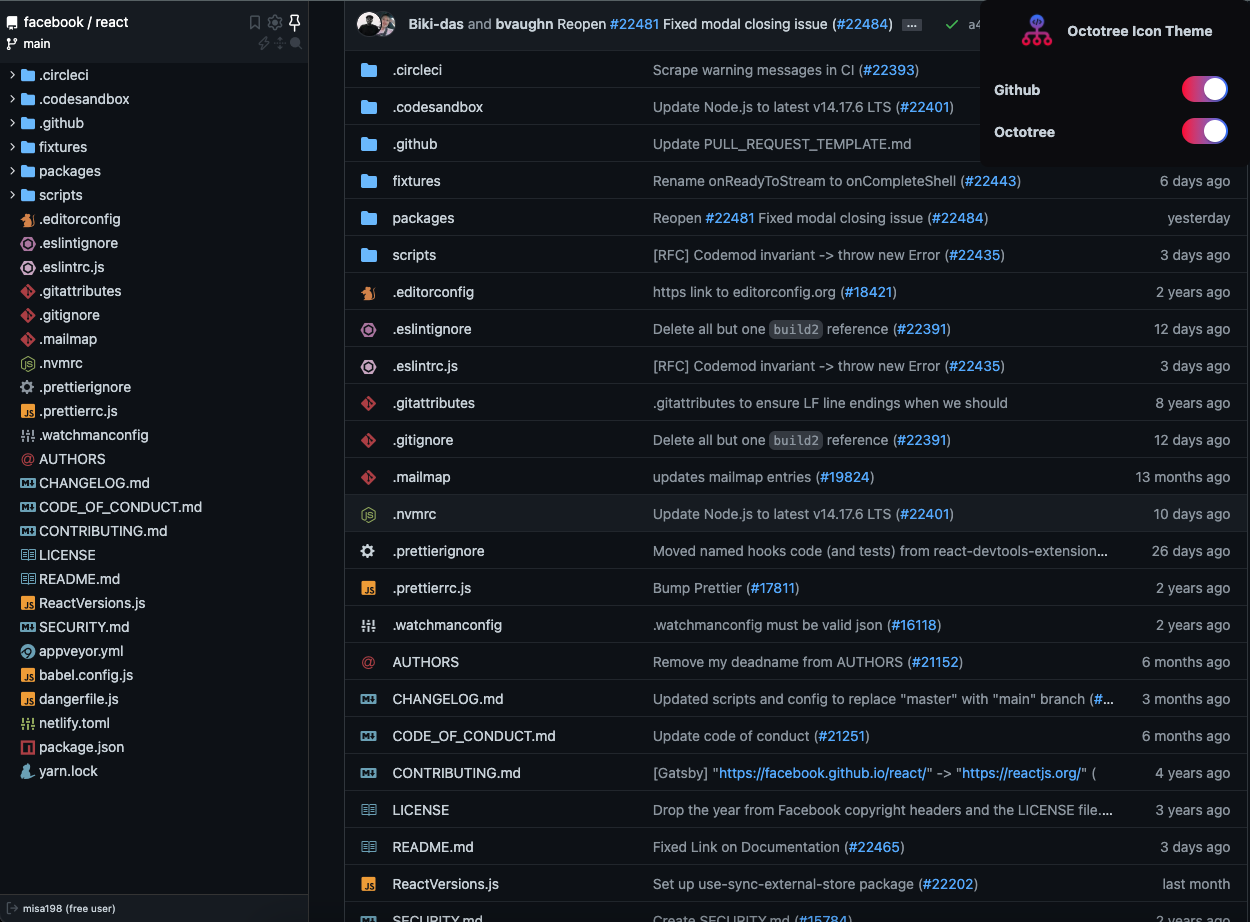 facebook / react
main
.circleci
.codesandbox
.github
fixtures
packages
scripts
.editorconfig
.eslintignore
.eslintrc.js
.gitattributes
.gitignore
.mailmap
.nvmrc
.prettierignore
.prettierrc.js
.watchmanconfig
AUTHORS
CHANGELOG.md
CODE_OF_CONDUCT.md
CONTRIBUTING.md
LICENSE
README.md
ReactVersions.js
SECURITY.md
appveyor.yml
babel.config.js
dangerfile.js
netlify.toml
package.json
yarn.lock
misa198 (free user)
Biki-das and bvaughn Reopen #22481 Fixed modal closing issue (#22484) ... a4
.circleci Scrape warning messages in CI (#22393)
.codesandbox Update Node.js to latest v14.17.6 LTS (#22401)
.github Update PULL_REQUEST_TEMPLATE.md
fixtures Rename onReadyToStream to onCompleteShell (#22443) 6 days ago
packages Reopen #22481 Fixed modal closing issue (#22484) yesterday
scripts [RFC] Codemod invariant -> throw new Error (#22435) 3 days ago
.editorconfig https link to editorconfig.org (#18421) 2 years ago
.eslintignore Delete all but one build2 reference (#22391) 12 days ago
.eslintrc.js [RFC] Codemod invariant -> throw new Error (#22435) 3 days ago
.gitattributes .gitattributes to ensure LF line endings when we should 8 years ago
.gitignore Delete all but one build2 reference (#22391) 12 days ago
.mailmap updates mailmap entries (#19824) 13 months ago
.nvmrc Update Node.js to latest v14.17.6 LTS (#22401) 10 days ago
.prettierignore Moved named hooks code (and tests) from react-devtools-extension... 26 days ago
.prettierrc.js Bump Prettier (#17811) 2 years ago
.watchmanconfig .watchmanconfig must be valid json (#16118) 2 years ago
AUTHORS Remove my deadname from AUTHORS (#21152) 6 months ago
CHANGELOG.md Updated scripts and config to replace "master" with "main" branch (#... 3 months ago
CODE_OF_CONDUCT.md Update code of conduct (#21251) 6 months ago
CONTRIBUTING.md [Gatsby] "https://facebook.github.io/react/" -> "https://reactjs.org/" ( 4 years ago
LICENSE Drop the year from Facebook copyright headers and the LICENSE file.... 3 years ago
README.md Fixed Link on Documentation (#22465) 3 days ago
ReactVersions.js Set up use-sync-external-store package (#22202) last month
SECURITY.md Create SECURITY.md (#15784) 2 years ago
Octotree Icon Theme
Github
Octotree